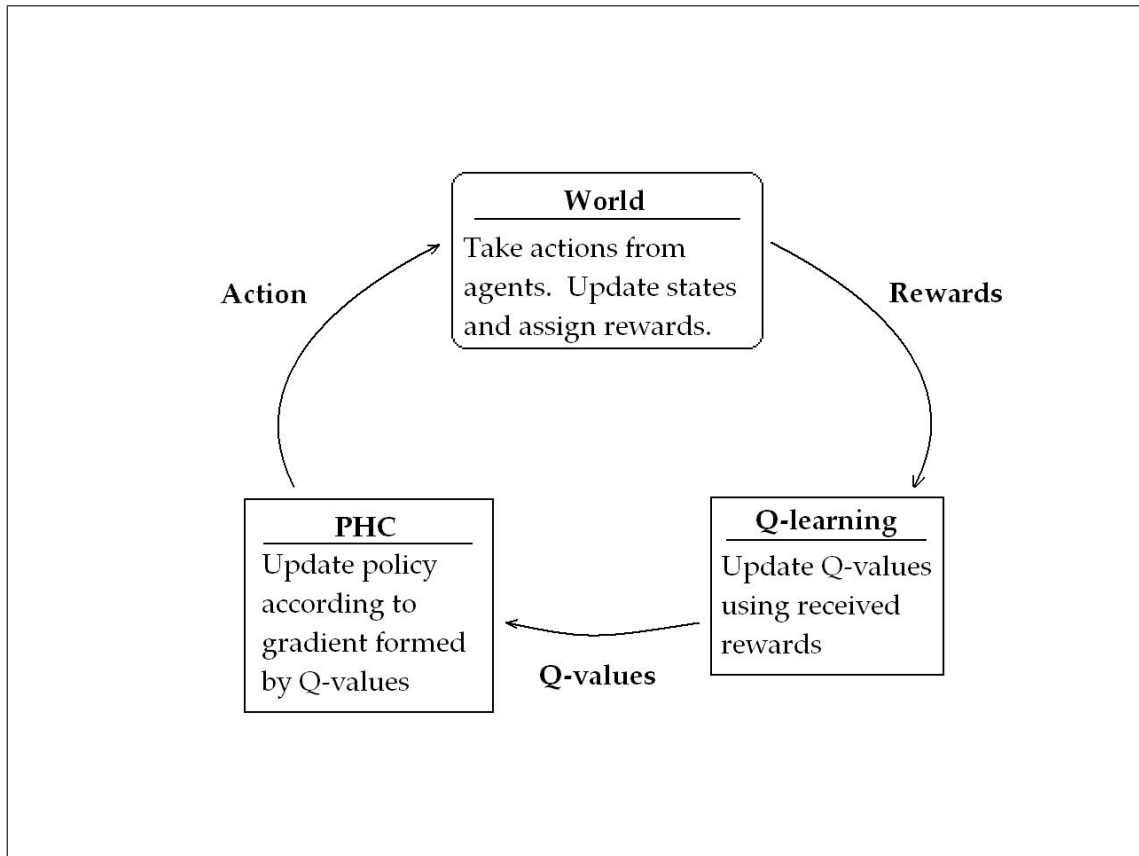 World
Take actions from
agents. Update states
and assign rewards.
Action
Rewards
PHC
Update policy
according to
gradient formed
by Q-values
Q-learning
Update Q-values
using received
rewards
Q-values